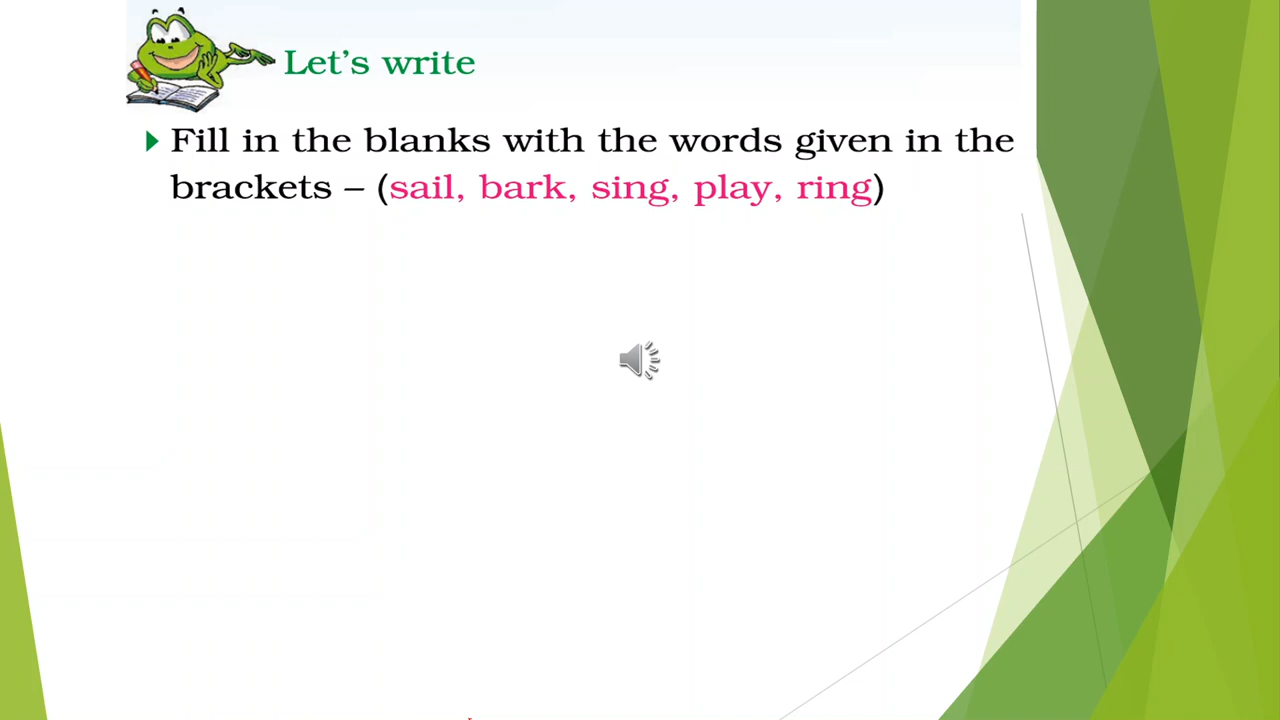 Let's write
Fill in the blanks with the words given in the
brackets – (sail, bark, sing, play, ring)